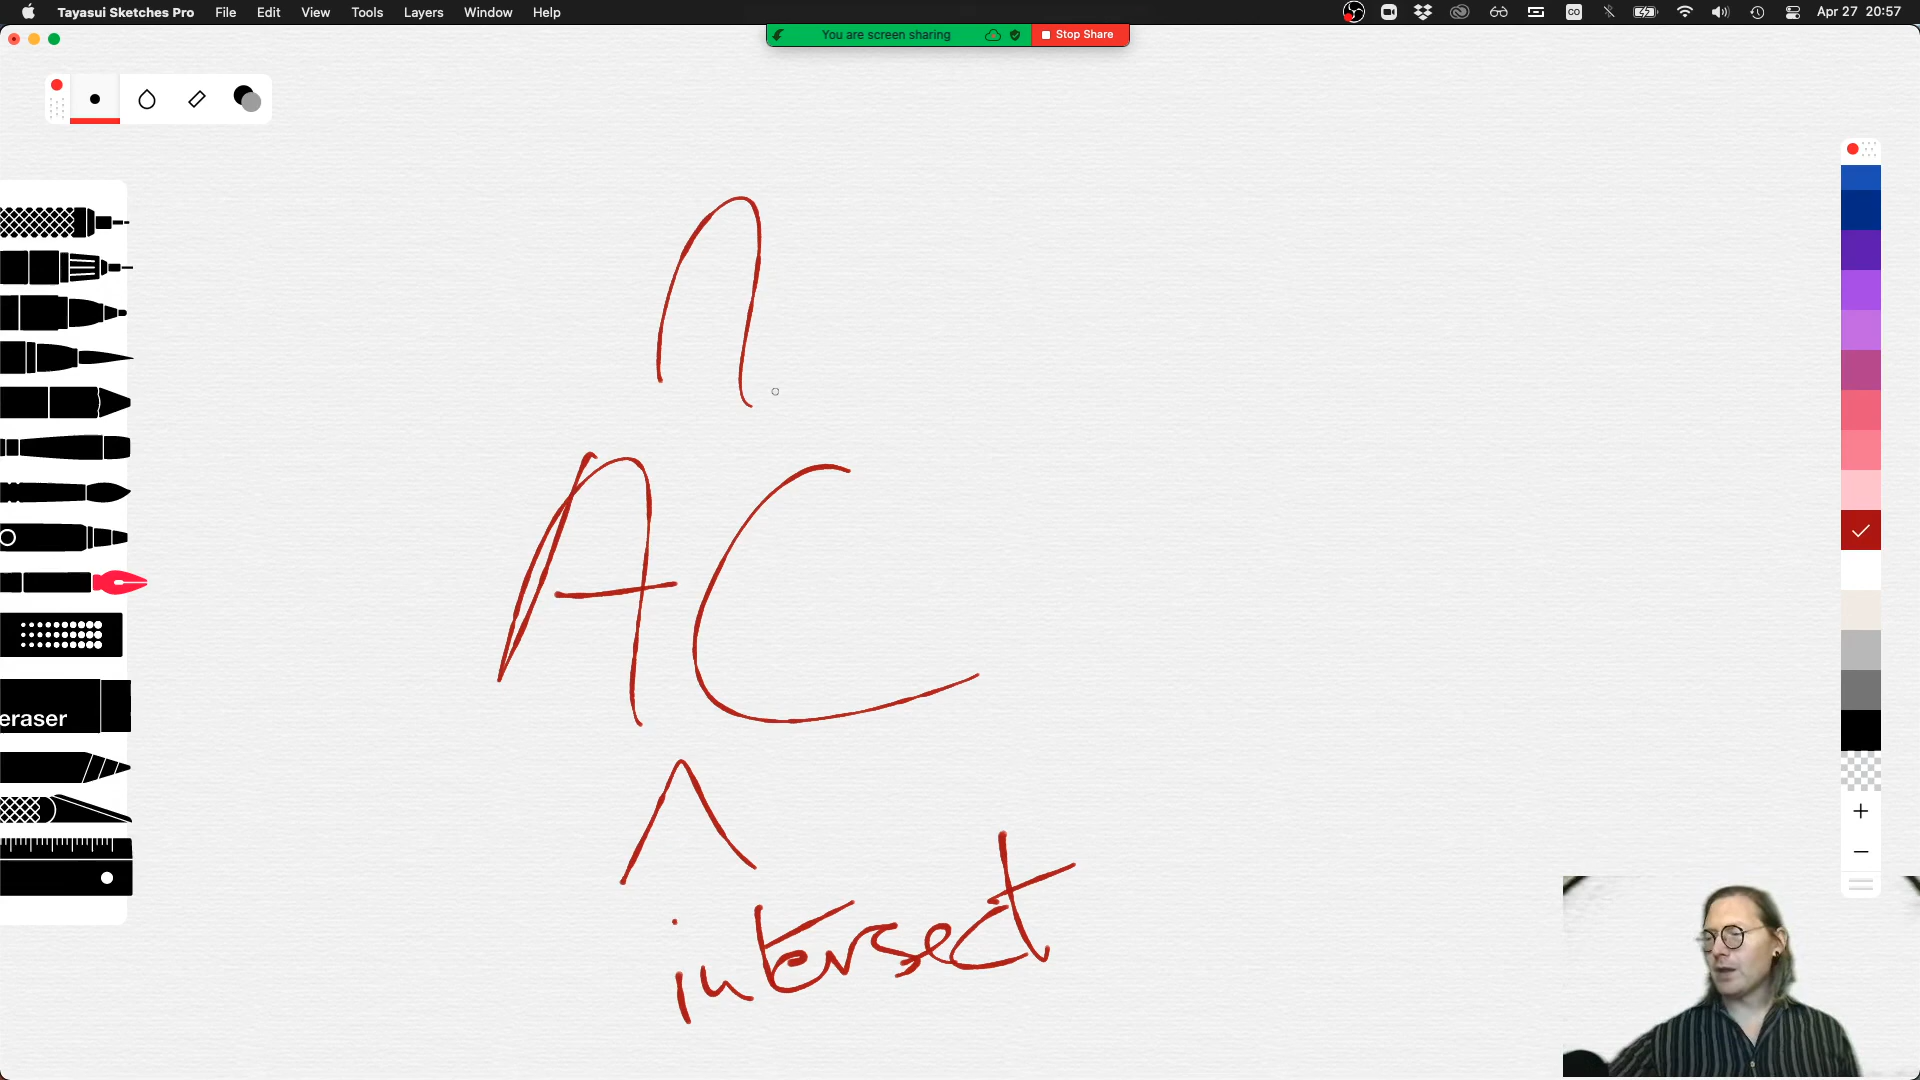 Tayasui Sketches Pro File Edit View Tools Layers Window Help
CO
Apr 27 20:57
You are screen sharing
Stop Share
∩
AC
∧
intersect
eraser